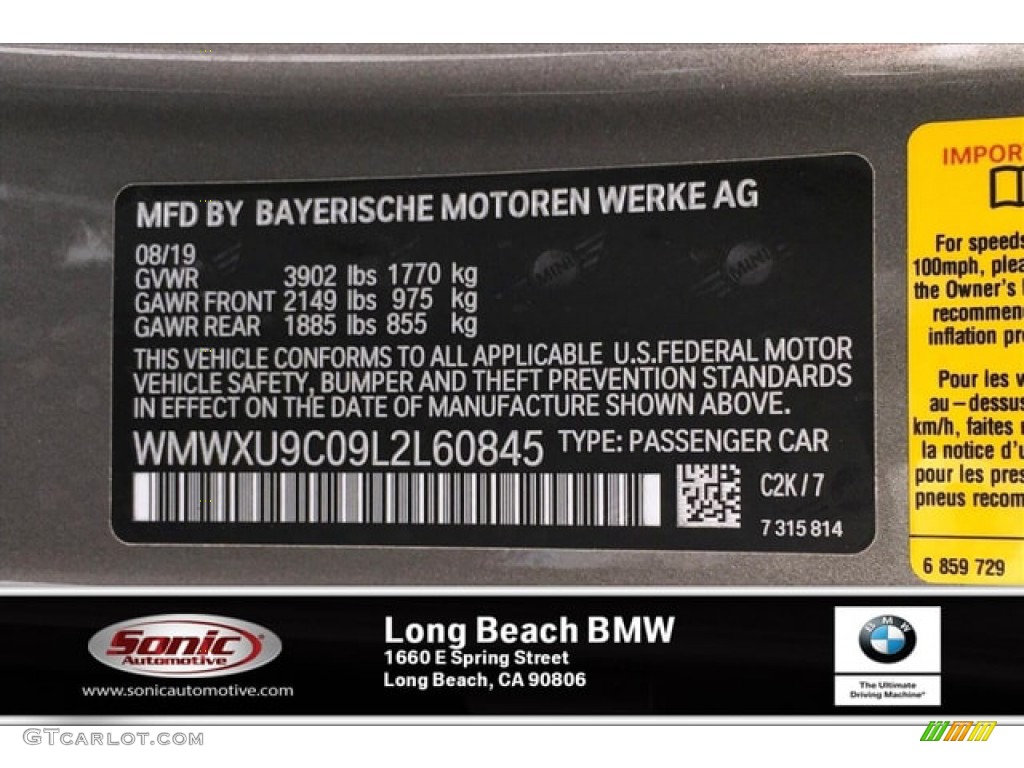 MFD BY BAYERISCHE MOTOREN WERKE AG
08/19
GVWR 3902 lbs 1770 kg
GAWR FRONT 2149 lbs 975 kg
GAWR REAR 1885 lbs 855 kg
THIS VEHICLE CONFORMS TO ALL APPLICABLE U.S.FEDERAL MOTOR
VEHICLE SAFETY, BUMPER AND THEFT PREVENTION STANDARDS
IN EFFECT ON THE DATE OF MANUFACTURE SHOWN ABOVE.
WMWXU9C09L2L60845 TYPE: PASSENGER CAR
C2K/7
7 315 814
MINI MINI
IMPOR
For speeds
100mph, plea
the Owner's
recommen
inflation pr
Pour les v
au-dessus
km/h, faites
la notice d'u
pour les pres
pneus recom
6 859 729
Sonic
Automotive
www.sonicautomotive.com
Long Beach BMW
1660 E Spring Street
Long Beach, CA 90806
BMW
The Ultimate
Driving Machine®
GTcarlot.com